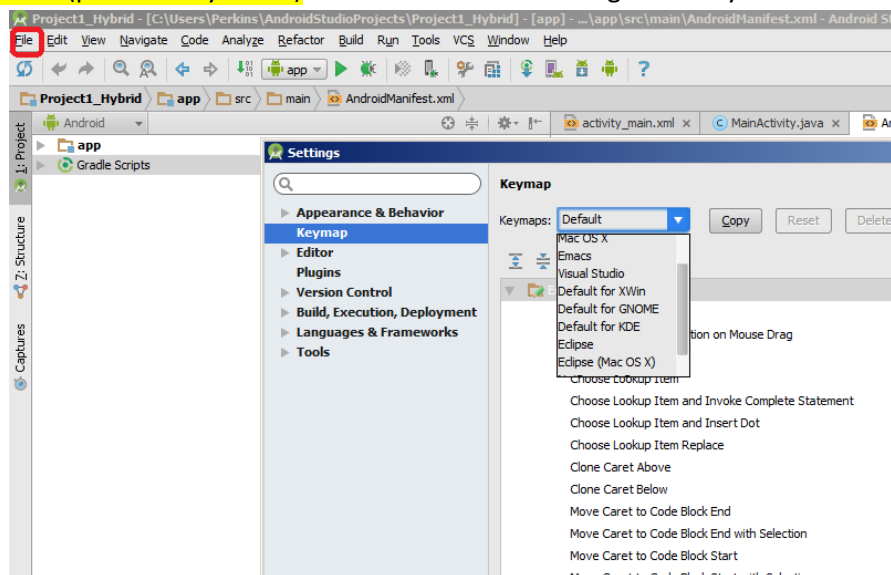 Project1_Hybrid - [C:\Users\Perkins\AndroidStudioProjects\Project1_Hybrid] - [app] - ...\app\src\main\AndroidManifest.xml - Android S
File Edit View Navigate Code Analyze Refactor Build Run Tools VCS Window Help
app
Project1_Hybrid app src main AndroidManifest.xml
Android activity_main.xml MainActivity.java
1: Project
app
Gradle Scripts
Z: Structure
Captures
Settings
Appearance & Behavior
Keymap
Editor
Plugins
Version Control
Build, Execution, Deployment
Languages & Frameworks
Tools
Keymap
Keymaps: Default Copy Reset Delete
Mac OS X
Emacs
Visual Studio
Default for XWin
Default for GNOME
Default for KDE
Eclipse
Eclipse (Mac OS X)
on Mouse Drag
Choose Lookup Item
Choose Lookup Item and Invoke Complete Statement
Choose Lookup Item and Insert Dot
Choose Lookup Item Replace
Clone Caret Above
Clone Caret Below
Move Caret to Code Block End
Move Caret to Code Block End with Selection
Move Caret to Code Block Start